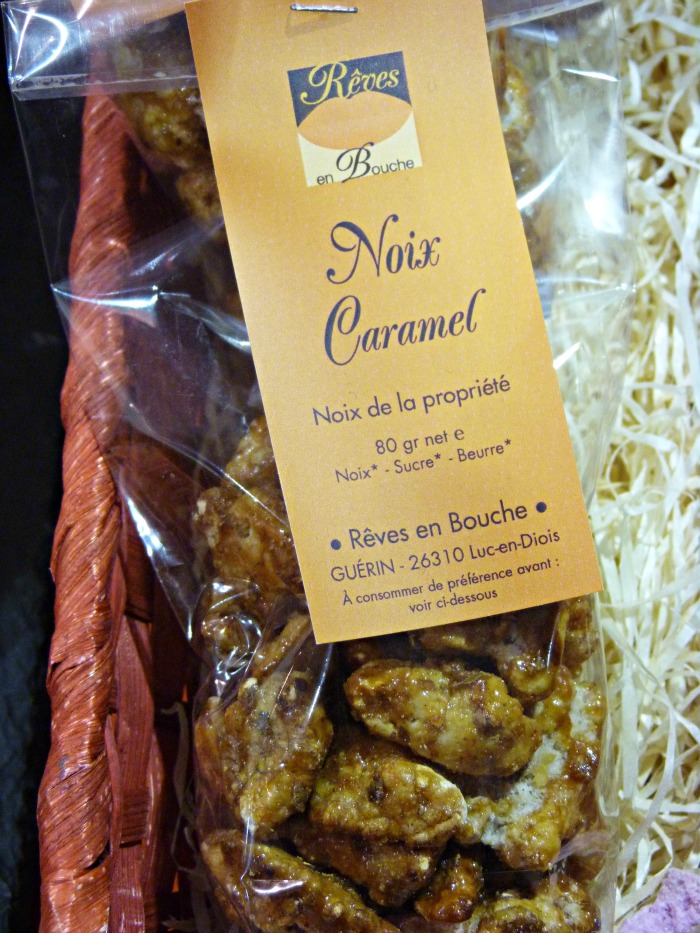 Rêves
en Bouche
Noix
Caramel
Noix de la propriété
80 gr net ℮
Noix* - Sucre* - Beurre*
• Rêves en Bouche •
GUÉRIN - 26310 Luc-en-Diois
À consommer de préférence avant :
voir ci-dessous